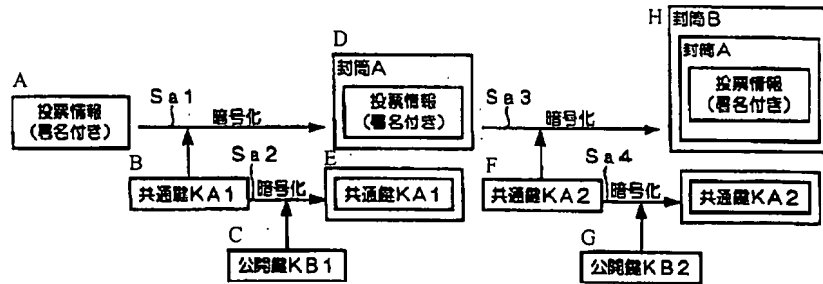 A
投票情報
(署名付き)
Sa1
暗号化
B
共通鍵KA1
Sa2
暗号化
C
公開鍵KB1
D
封筒A
投票情報
(署名付き)
E
共通鍵KA1
Sa3
暗号化
F
共通鍵KA2
Sa4
暗号化
G
公開鍵KB2
H
封筒B
封筒A
投票情報
(署名付き)
共通鍵KA2